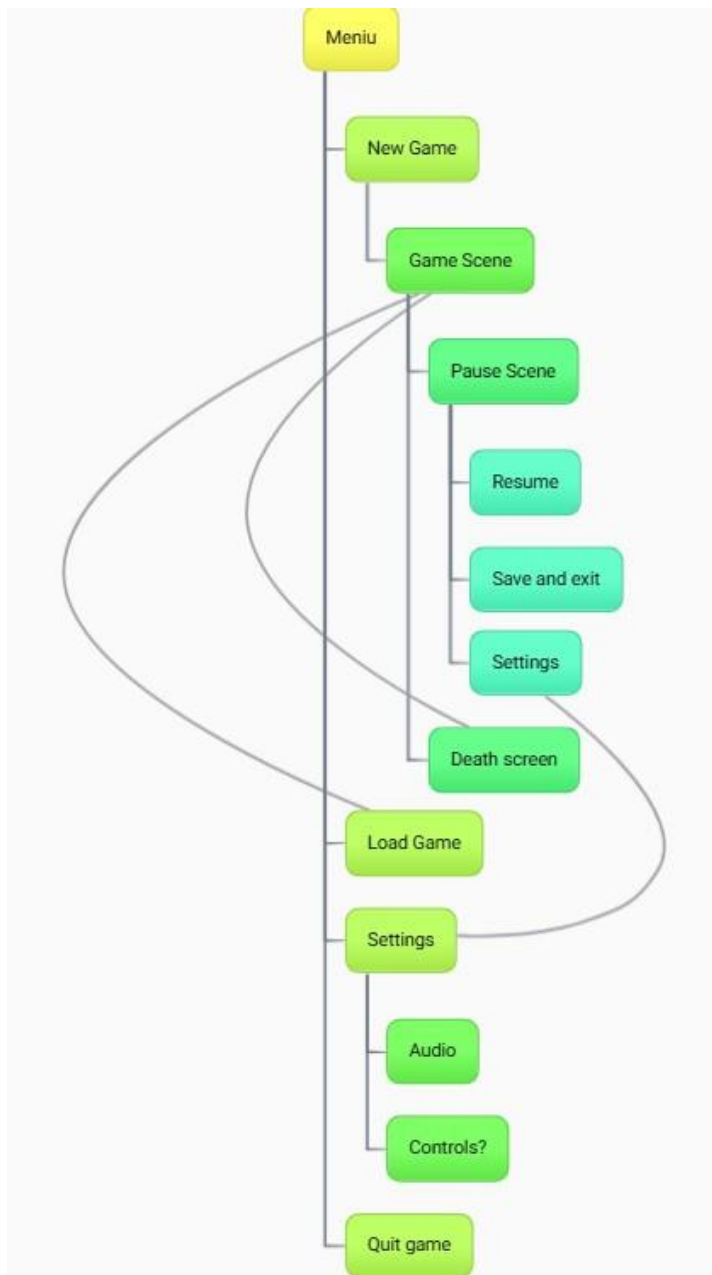 Meniu
New Game
Game Scene
Pause Scene
Resume
Save and exit
Settings
Death screen
Load Game
Settings
Audio
Controls?
Quit game